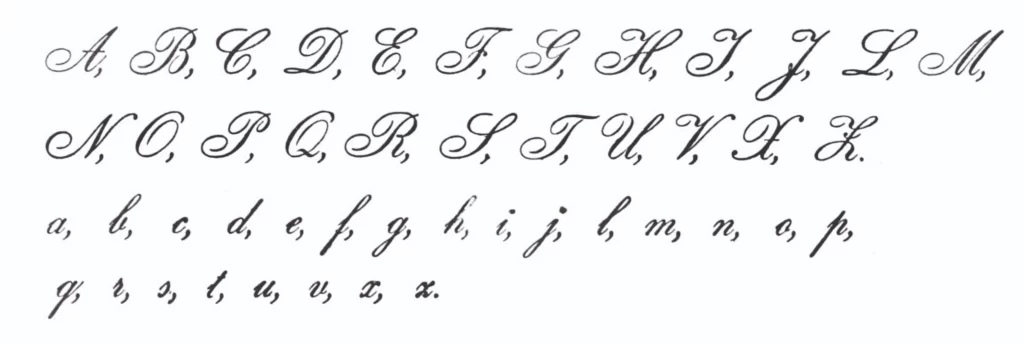 A, B, C, D, E, F, G, H, I, J, L, M,
N, O, P, Q, R, S, T, U, V, X, Z.
a, b, c, d, e, f, g, h, i, j, l, m, n, o, p,
q, r, s, t, u, v, x, z.